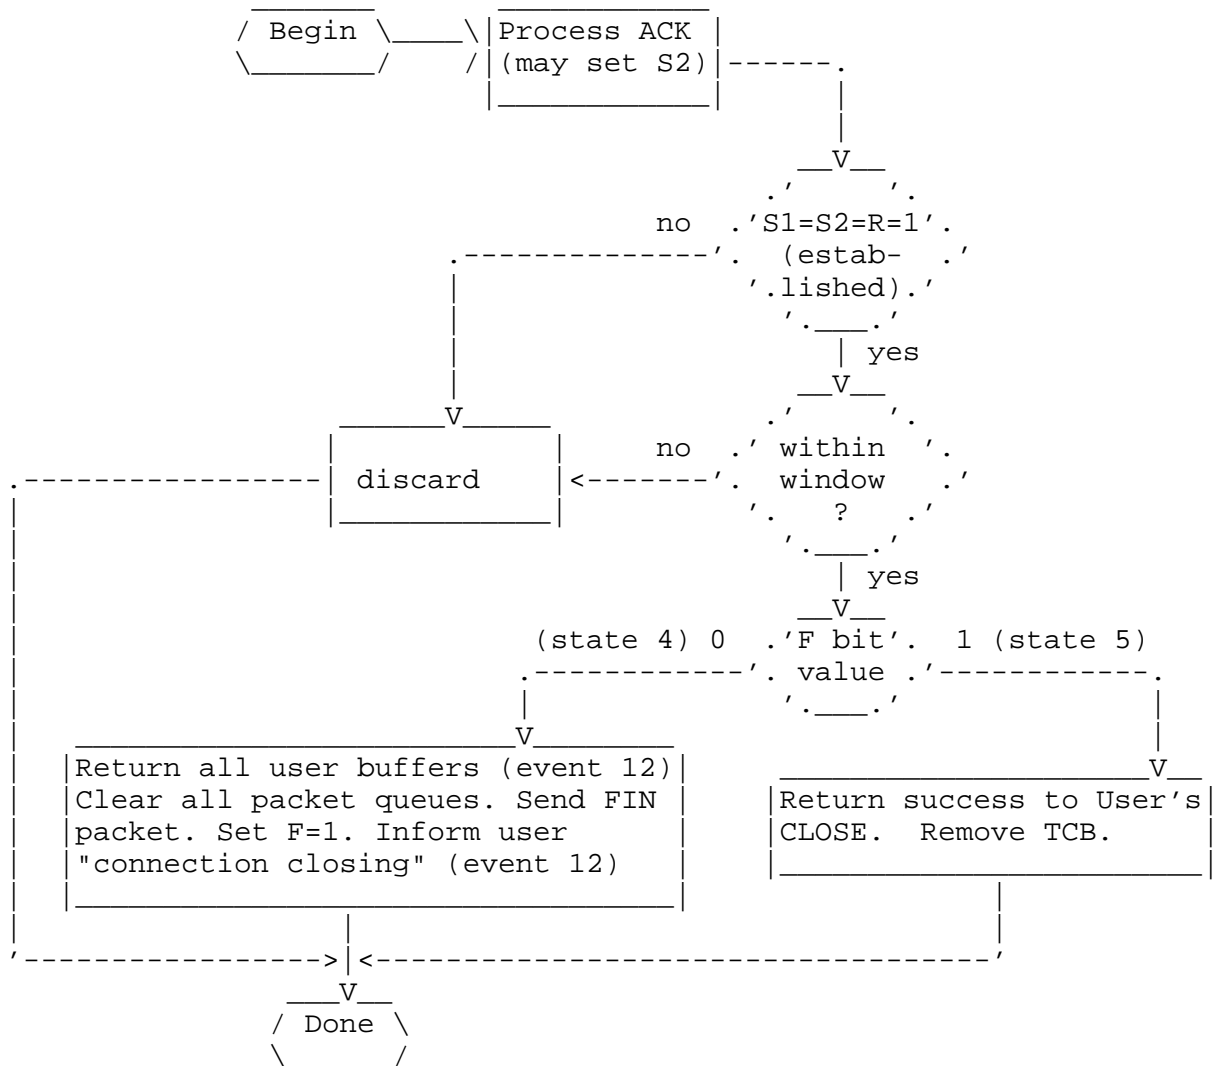 Begin
Process ACK
(may set S2)
no
S1=S2=R=1
(estab-
lished)
yes
no
within
window
?
discard
yes
(state 4) 0
F bit
value
1 (state 5)
Return all user buffers (event 12)
Clear all packet queues. Send FIN
packet. Set F=1. Inform user
"connection closing" (event 12)
Return success to User's
CLOSE.  Remove TCB.
Done